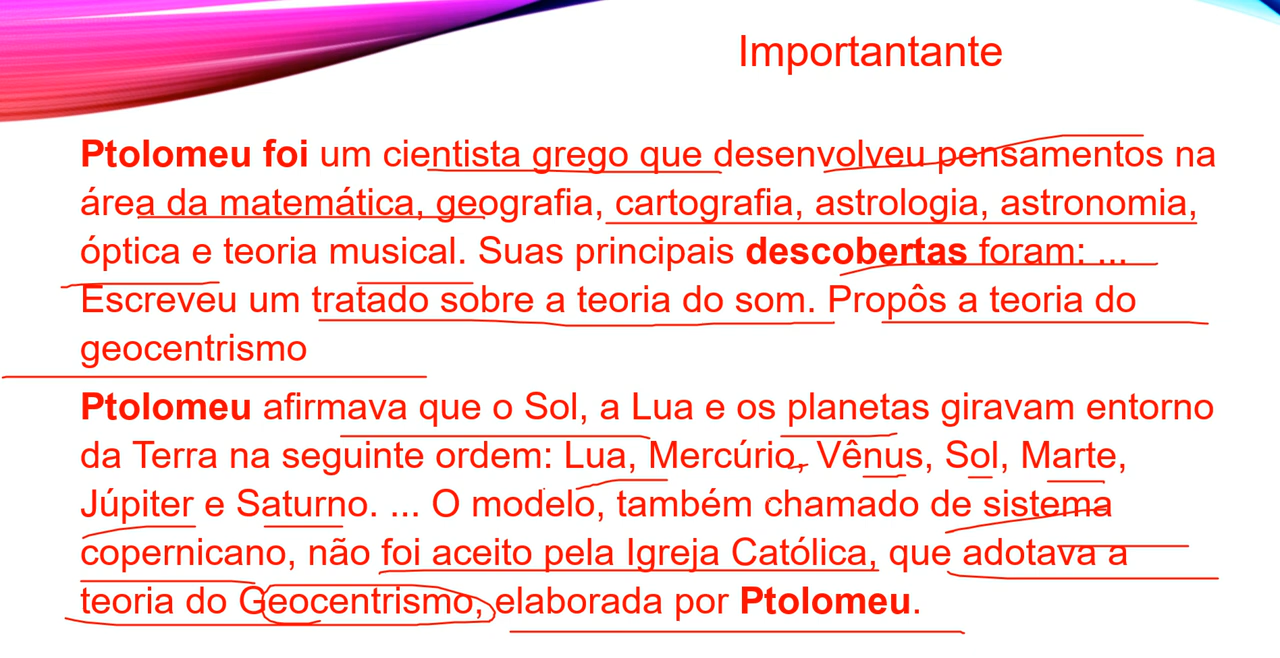 Importantante
Ptolomeu foi um cientista grego que desenvolveu pensamentos na
área da matemática, geografia, cartografia, astrologia, astronomia,
óptica e teoria musical. Suas principais descobertas foram: ...
Escreveu um tratado sobre a teoria do som. Propôs a teoria do
geocentrismo
Ptolomeu afirmava que o Sol, a Lua e os planetas giravam entorno
da Terra na seguinte ordem: Lua, Mercúrio, Vênus, Sol, Marte,
Júpiter e Saturno. ... O modelo, também chamado de sistema
copernicano, não foi aceito pela Igreja Católica, que adotava a
teoria do Geocentrismo, elaborada por Ptolomeu.